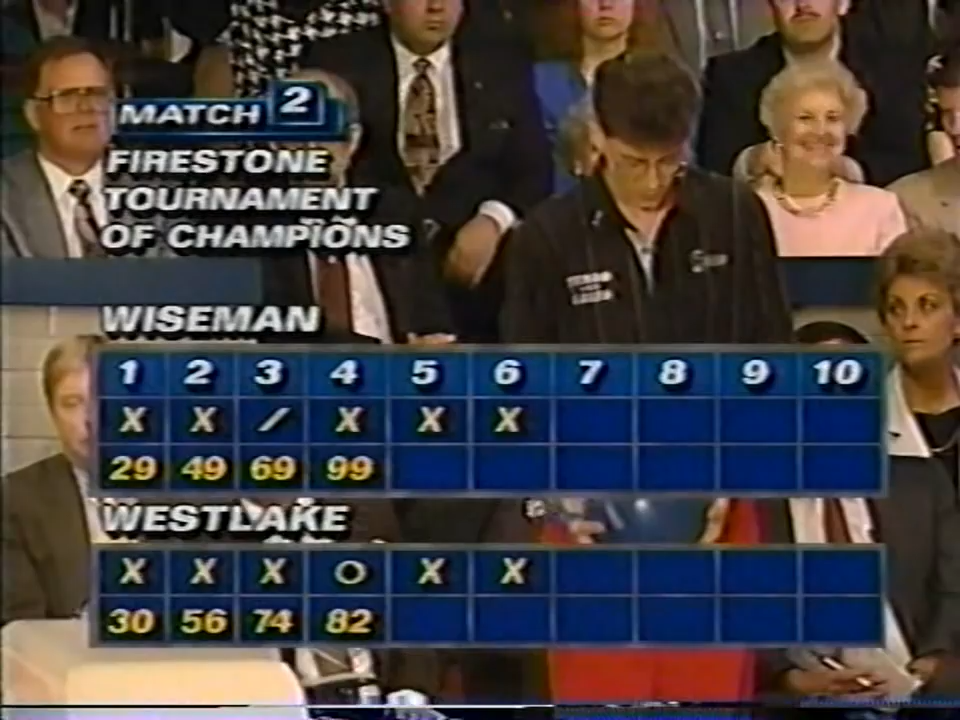 MATCH 2
FIRESTONE
TOURNAMENT
OF CHAMPIONS
WISEMAN
1 2 3 4 5 6 7 8 9 10
X X / X X X
29 49 69 99
WESTLAKE
X X X O X X
30 56 74 82